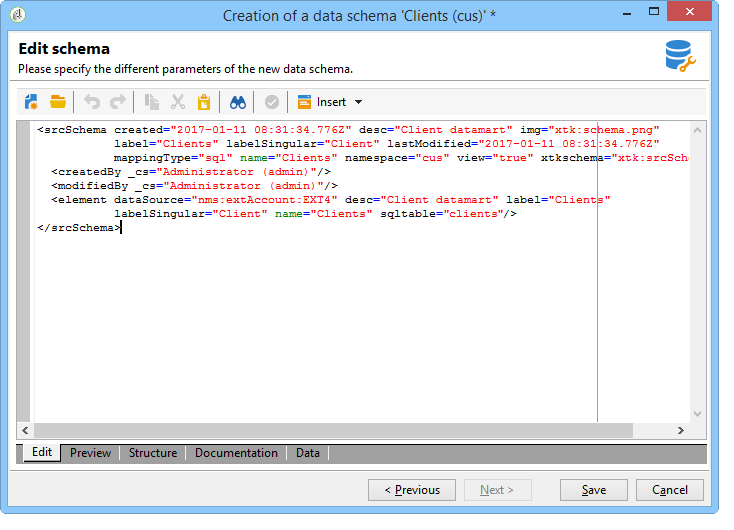 Creation of a data schema 'Clients (cus)' *
Edit schema
Please specify the different parameters of the new data schema.
Insert
<srcSchema created="2017-01-11 08:31:34.776Z" desc="Client datamart" img="xtk:schema.png"
label="Clients" labelSingular="Client" lastModified="2017-01-11 08:31:34.776Z"
mappingType="sql" name="Clients" namespace="cus" view="true" xtkschema="xtk:srcSch
<createdBy _cs="Administrator (admin)"/>
<modifiedBy _cs="Administrator (admin)"/>
<element dataSource="nms:extAccount:EXT4" desc="Client datamart" label="Clients"
labelSingular="Client" name="Clients" sqltable="clients"/>
</srcSchema>
Edit Preview Structure Documentation Data
< Previous Next > Save Cancel